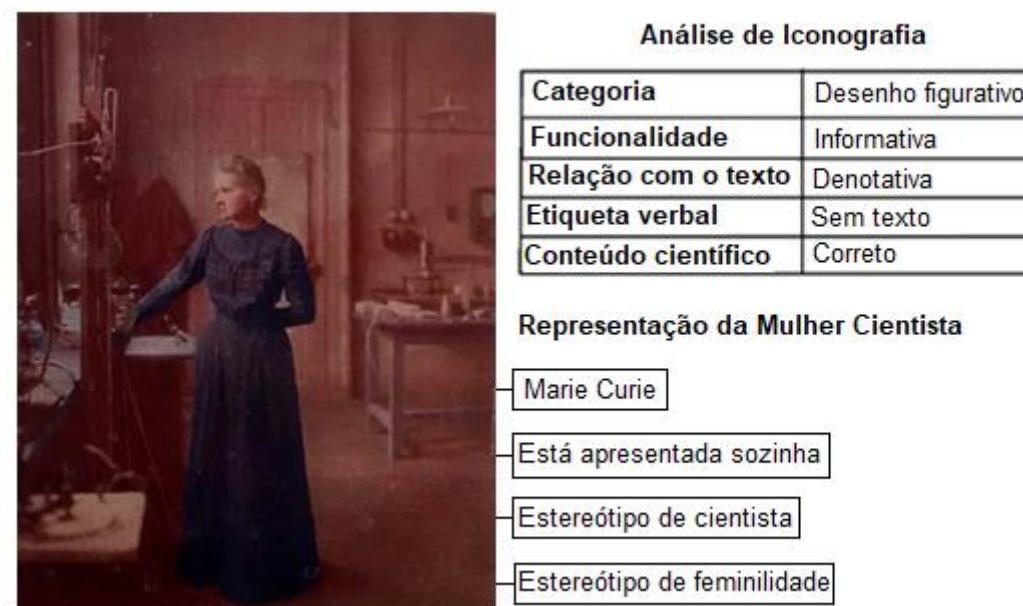 Análise de Iconografia
Categoria Desenho figurativo
Funcionalidade Informativa
Relação com o texto Denotativa
Etiqueta verbal Sem texto
Conteúdo científico Correto
Representação da Mulher Cientista
Marie Curie
Está apresentada sozinha
Estereótipo de cientista
Estereótipo de feminilidade